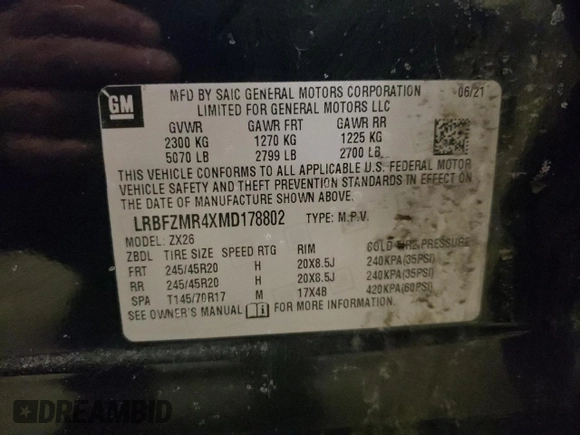 GM
MFD BY SAIC GENERAL MOTORS CORPORATION 06/21
LIMITED FOR GENERAL MOTORS LLC
GVWR GAWR FRT GAWR RR
2300 KG 1270 KG 1225 KG
5070 LB 2799 LB 2700 LB
THIS VEHICLE CONFORMS TO ALL APPLICABLE U.S. FEDERAL MOTOR
VEHICLE SAFETY AND THEFT PREVENTION STANDARDS IN EFFECT ON
THE DATE OF MANUFACTURE SHOWN ABOVE.
LRBFZMR4XMD178802 TYPE: M.P.V.
MODEL: ZX26
ZBDL TIRE SIZE SPEED RTG RIM COLD TIRE PRESSURE
FRT 245/45R20 H 20X8.5J 240KPA(35PSI)
RR 245/45R20 H 20X8.5J 240KPA(35PSI)
SPA T145/70R17 M 17X4B 420KPA(60PSI)
SEE OWNER'S MANUAL FOR MORE INFORMATION.
DREAMBID